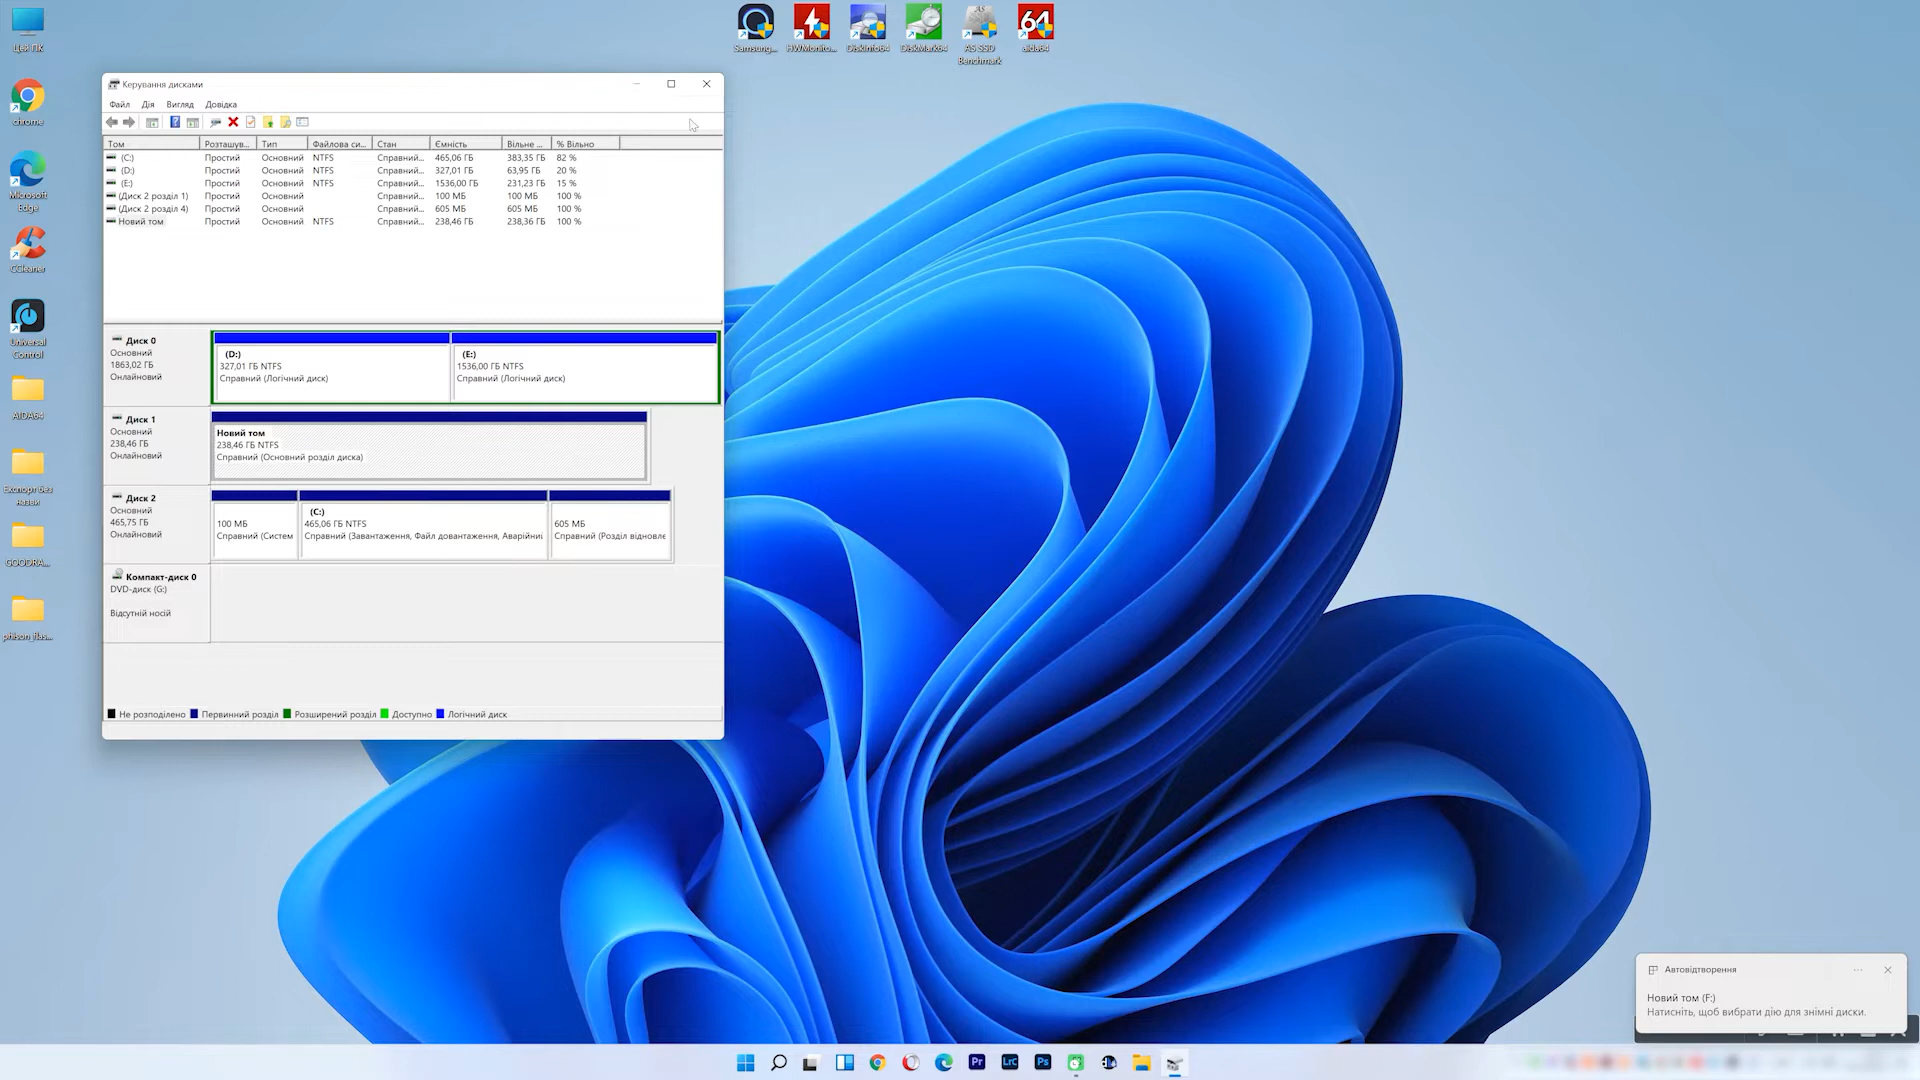 Цей ПК
chrome
Microsoft
Edge
CCleaner
Universal
Control
AIDA64
Експорт без
назви
GOODRA...
phison_flas...
Samsung...
HWMonito...
DiskInfo64
DiskMark64
AS SSD
Benchmark
64
aida64
Керування дисками
Файл Дія Вигляд Довідка
Том Розташув... Тип Файлова си... Стан Ємність Вільне ... % Вільно
(C:) Простий Основний NTFS Справний... 465,06 ГБ 383,35 ГБ 82 %
(D:) Простий Основний NTFS Справний... 327,01 ГБ 63,95 ГБ 20 %
(E:) Простий Основний NTFS Справний... 1536,00 ГБ 231,23 ГБ 15 %
(Диск 2 розділ 1) Простий Основний Справний... 100 МБ 100 МБ 100 %
(Диск 2 розділ 4) Простий Основний Справний... 605 МБ 605 МБ 100 %
Новий том Простий Основний NTFS Справний... 238,46 ГБ 238,36 ГБ 100 %
Диск 0
Основний
1863,02 ГБ
Онлайновий
(D:)
327,01 ГБ NTFS
Справний (Логічний диск)
(E:)
1536,00 ГБ NTFS
Справний (Логічний диск)
Диск 1
Основний
238,46 ГБ
Онлайновий
Новий том
238,46 ГБ NTFS
Справний (Основний розділ диска)
Диск 2
Основний
465,75 ГБ
Онлайновий
100 МБ
Справний (Систем
(C:)
465,06 ГБ NTFS
Справний (Завантаження, Файл довантаження, Аварійни
605 МБ
Справний (Розділ відновле
Компакт-диск 0
DVD-диск (G:)
Відсутній носій
Не розподілено Первинний розділ Розширений розділ Доступно Логічний диск
Автовідтворення
Новий том (F:)
Натисніть, щоб вибрати дію для знімні диски.
Pr
LrC
Ps